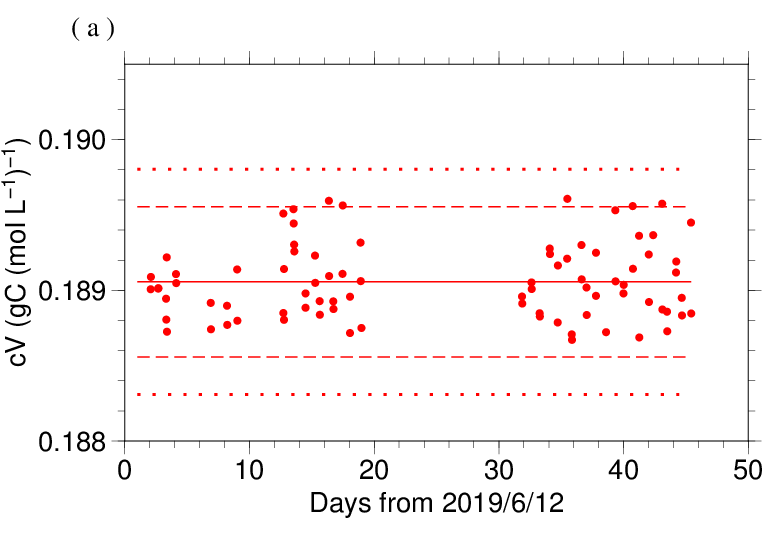 ( a )
0.190
0.189
0.188
cV (gC (mol L⁻¹)⁻¹)
0 10 20 30 40 50
Days from 2019/6/12